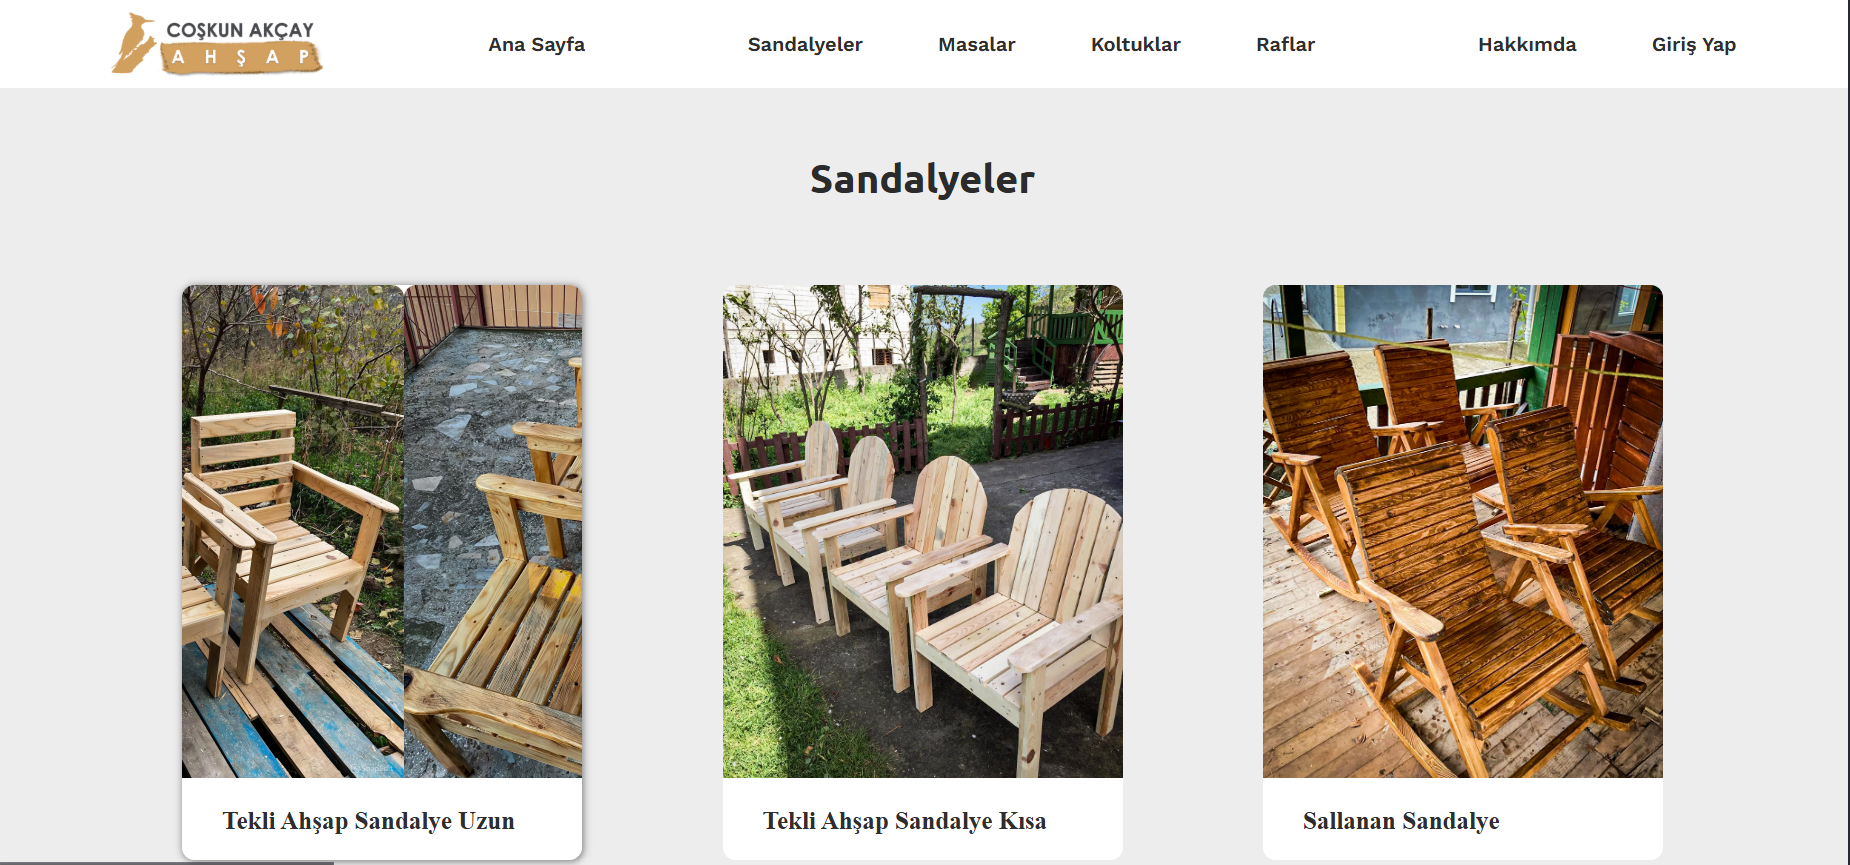 COŞKUN AKÇAY
AHŞAP
Ana Sayfa
Sandalyeler
Masalar
Koltuklar
Raflar
Hakkımda
Giriş Yap
Sandalyeler
Tekli Ahşap Sandalye Uzun
Tekli Ahşap Sandalye Kısa
Sallanan Sandalye